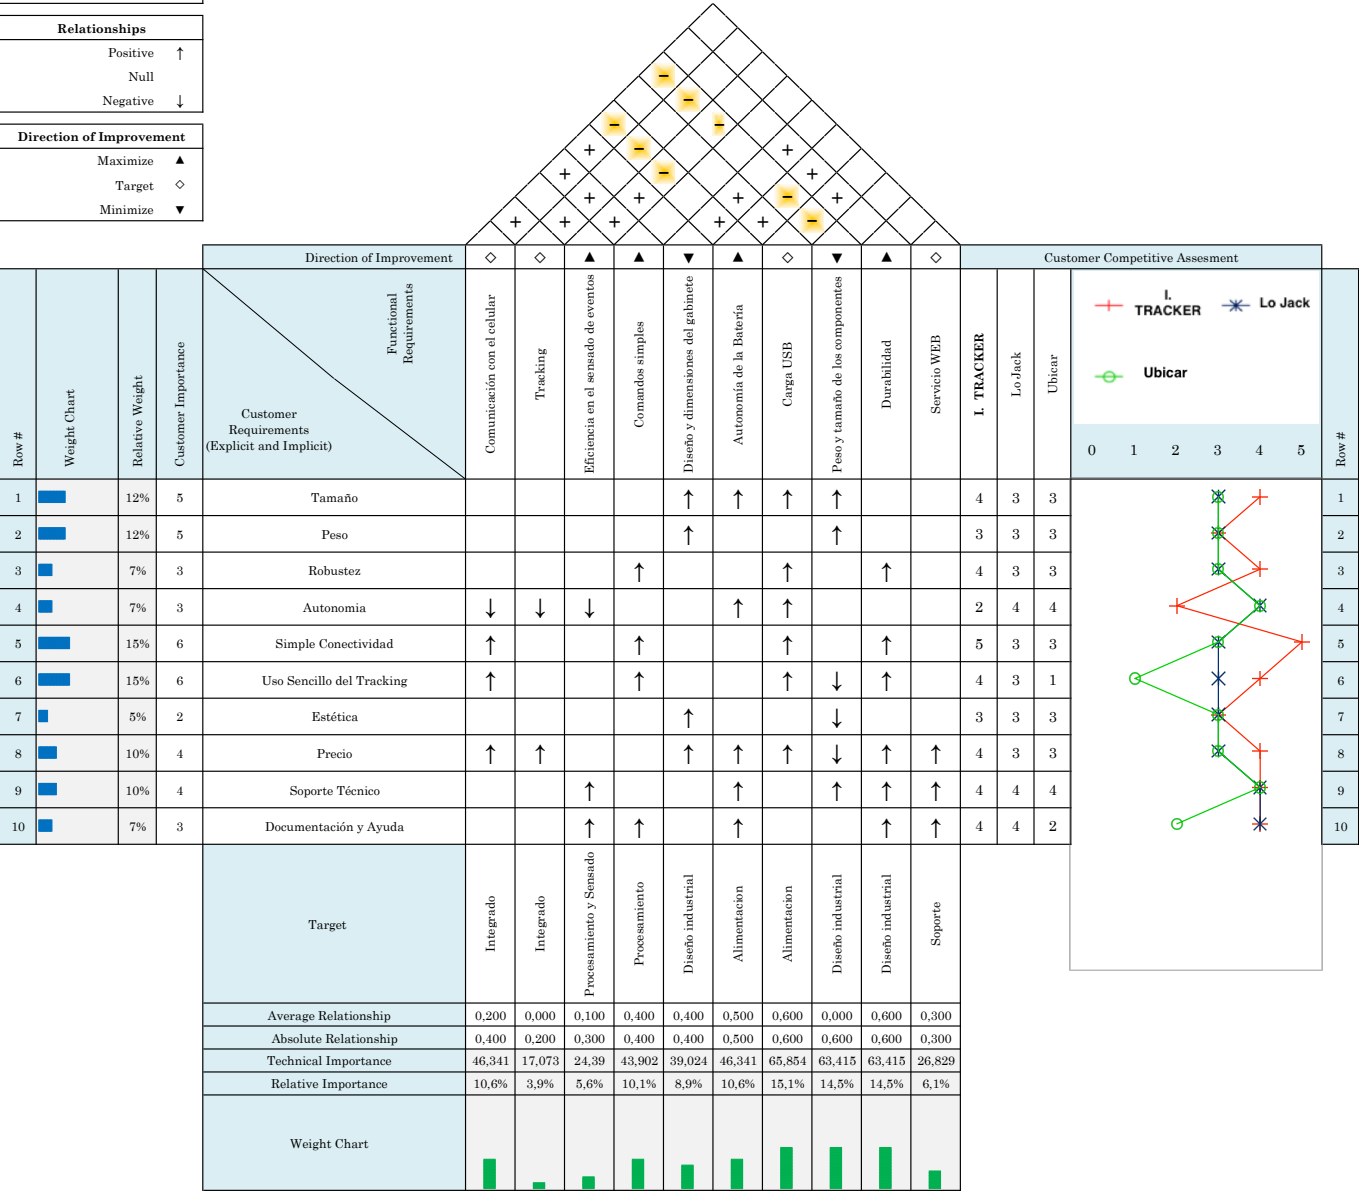 Relationships
Positive ↑
Null
Negative ↓
Direction of Improvement
Maximize ▲
Target ◇
Minimize ▼
−
−
− −
+ − +
+ − +
+ + + − +
+ + + + + −
Direction of Improvement ◇ ◇ ▲ ▲ ▼ ▲ ◇ ▼ ▲ ◇ Customer Competitive Assesment
Row #
Weight Chart
Relative Weight
Customer Importance
Functional
Requirements
Customer
Requirements
(Explicit and Implicit)
Comunicación con el celular
Tracking
Eficiencia en el sensado de eventos
Comandos simples
Diseño y dimensiones del gabinete
Autonomía de la Batería
Carga USB
Peso y tamaño de los componentes
Durabilidad
Servicio WEB
I. TRACKER
Lo Jack
Ubicar
I.
TRACKER
Lo Jack
Ubicar
0 1 2 3 4 5
Row #
1 12% 5 Tamaño ↑ ↑ ↑ ↑ 4 3 3 1
2 12% 5 Peso ↑ ↑ 3 3 3 2
3 7% 3 Robustez ↑ ↑ ↑ 4 3 3 3
4 7% 3 Autonomia ↓ ↓ ↓ ↑ ↑ 2 4 4 4
5 15% 6 Simple Conectividad ↑ ↑ ↑ ↑ 5 3 3 5
6 15% 6 Uso Sencillo del Tracking ↑ ↑ ↑ ↓ ↑ 4 3 1 6
7 5% 2 Estética ↑ ↓ 3 3 3 7
8 10% 4 Precio ↑ ↑ ↑ ↑ ↑ ↓ ↑ ↑ 4 3 3 8
9 10% 4 Soporte Técnico ↑ ↑ ↑ ↑ ↑ 4 4 4 9
10 7% 3 Documentación y Ayuda ↑ ↑ ↑ ↑ ↑ 4 4 2 10
Target
Integrado
Integrado
Procesamiento y Sensado
Procesamiento
Diseño industrial
Alimentacion
Alimentacion
Diseño industrial
Diseño industrial
Soporte
Average Relationship 0,200 0,000 0,100 0,400 0,400 0,500 0,600 0,000 0,600 0,300
Absolute Relationship 0,400 0,200 0,300 0,400 0,400 0,500 0,600 0,600 0,600 0,300
Technical Importance 46,341 17,073 24,39 43,902 39,024 46,341 65,854 63,415 63,415 26,829
Relative Importance 10,6% 3,9% 5,6% 10,1% 8,9% 10,6% 15,1% 14,5% 14,5% 6,1%
Weight Chart